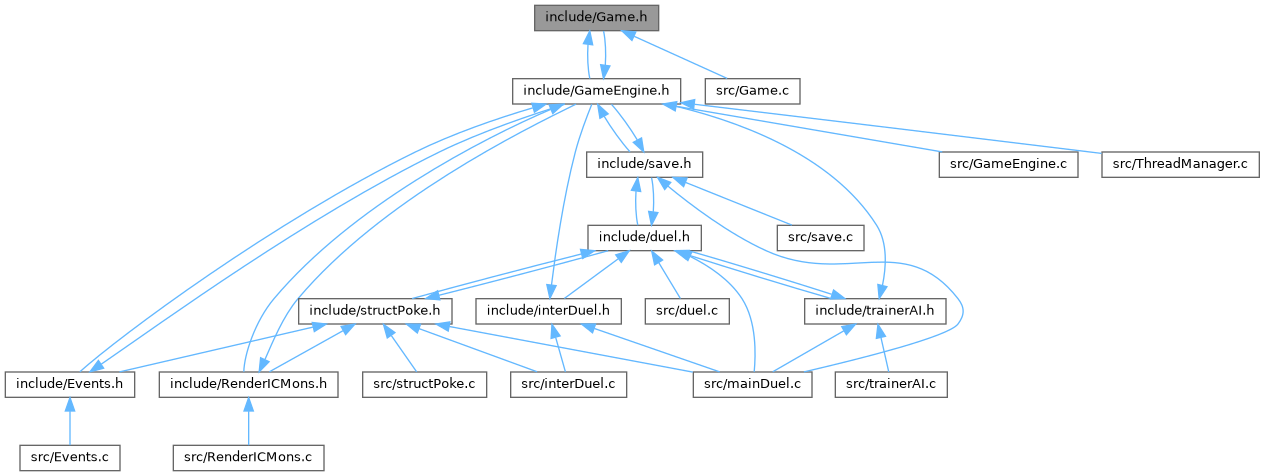 include/Game.h
include/GameEngine.h
src/Game.c
include/save.h
src/GameEngine.c
src/ThreadManager.c
include/duel.h
src/save.c
include/structPoke.h
include/interDuel.h
src/duel.c
include/trainerAI.h
include/Events.h
include/RenderICMons.h
src/structPoke.c
src/interDuel.c
src/mainDuel.c
src/trainerAI.c
src/Events.c
src/RenderICMons.c